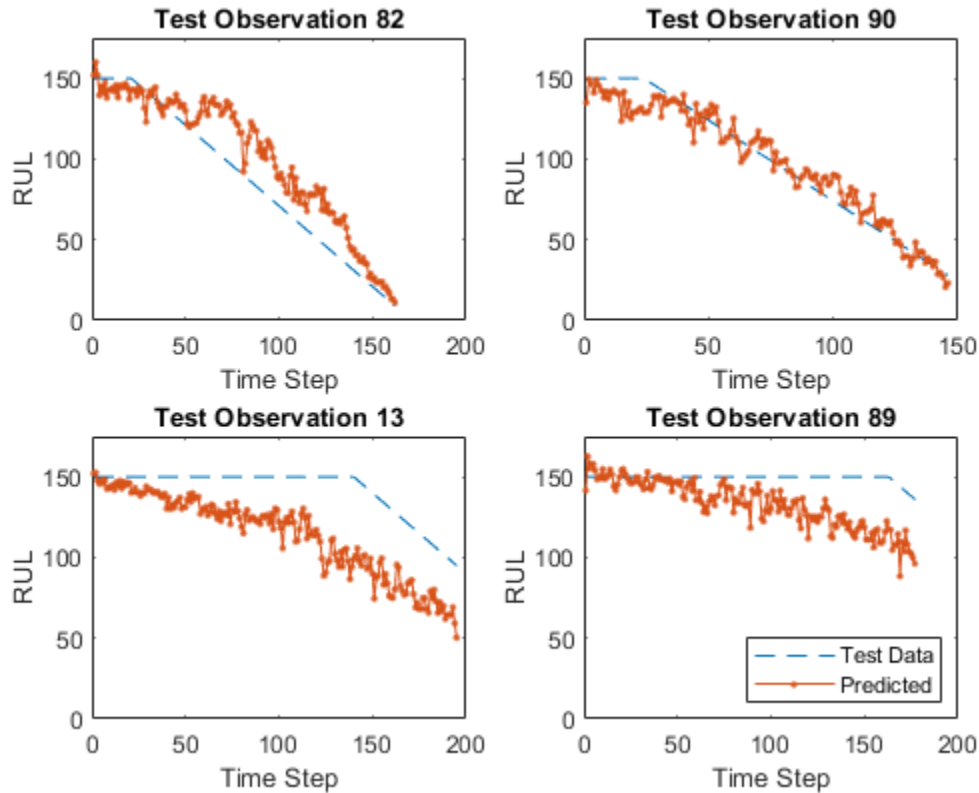 Test Observation 82
RUL
150
100
50
0
0 50 100 150 200
Time Step
Test Observation 90
RUL
150
100
50
0
0 50 100 150
Time Step
Test Observation 13
RUL
150
100
50
0
0 50 100 150 200
Time Step
Test Observation 89
RUL
150
100
50
0
Test Data
Predicted
0 50 100 150 200
Time Step